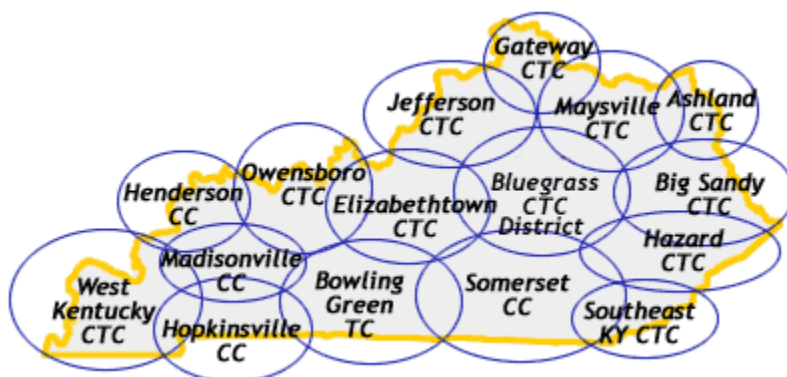 Gateway
CTC
Jefferson
CTC
Maysville
CTC
Ashland
CTC
Owensboro
CTC
Henderson
CC
Elizabethtown
CTC
Bluegrass
CTC
District
Big Sandy
CTC
Hazard
CTC
Madisonville
CC
West
Kentucky
CTC
Bowling
Green
TC
Somerset
CC
Southeast
KY CTC
Hopkinsville
CC